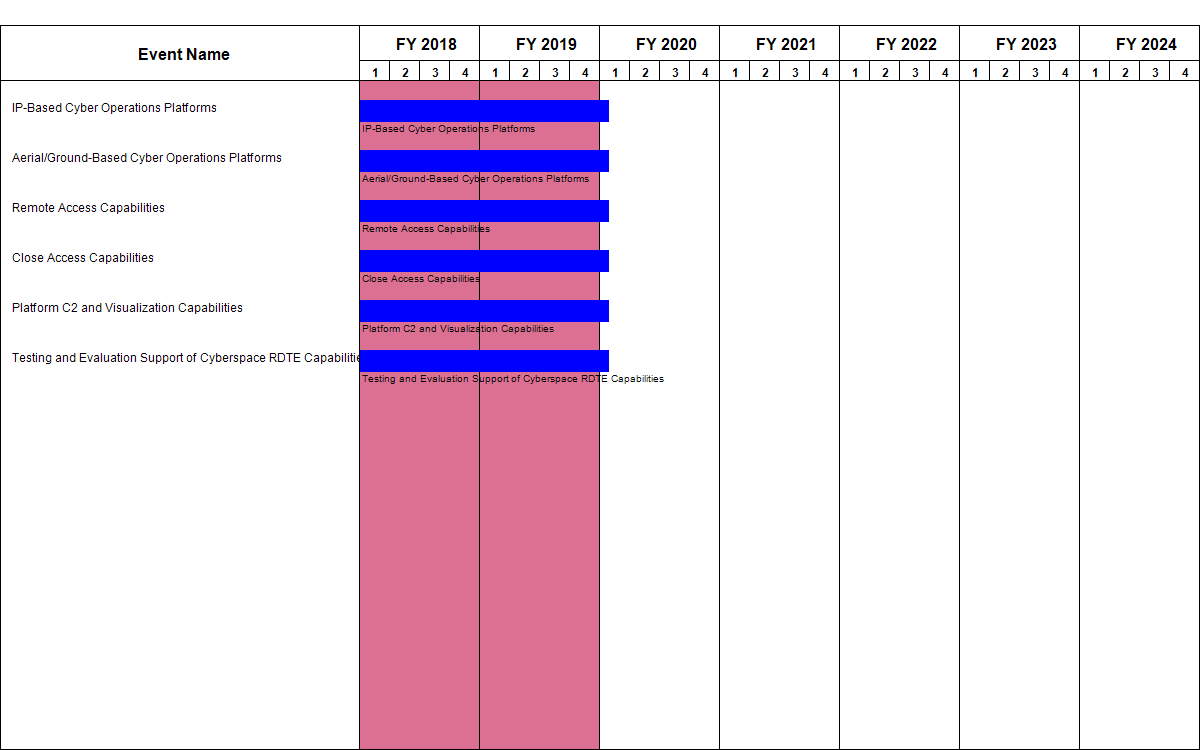 Event Name FY 2018 FY 2019 FY 2020 FY 2021 FY 2022 FY 2023 FY 2024
1 2 3 4 1 2 3 4 1 2 3 4 1 2 3 4 1 2 3 4 1 2 3 4 1 2 3 4
IP-Based Cyber Operations Platforms
IP-Based Cyber Operations Platforms
Aerial/Ground-Based Cyber Operations Platforms
Aerial/Ground-Based Cyber Operations Platforms
Remote Access Capabilities
Remote Access Capabilities
Close Access Capabilities
Close Access Capabilities
Platform C2 and Visualization Capabilities
Platform C2 and Visualization Capabilities
Testing and Evaluation Support of Cyberspace RDTE Capabilitie
Testing and Evaluation Support of Cyberspace RDTE Capabilities